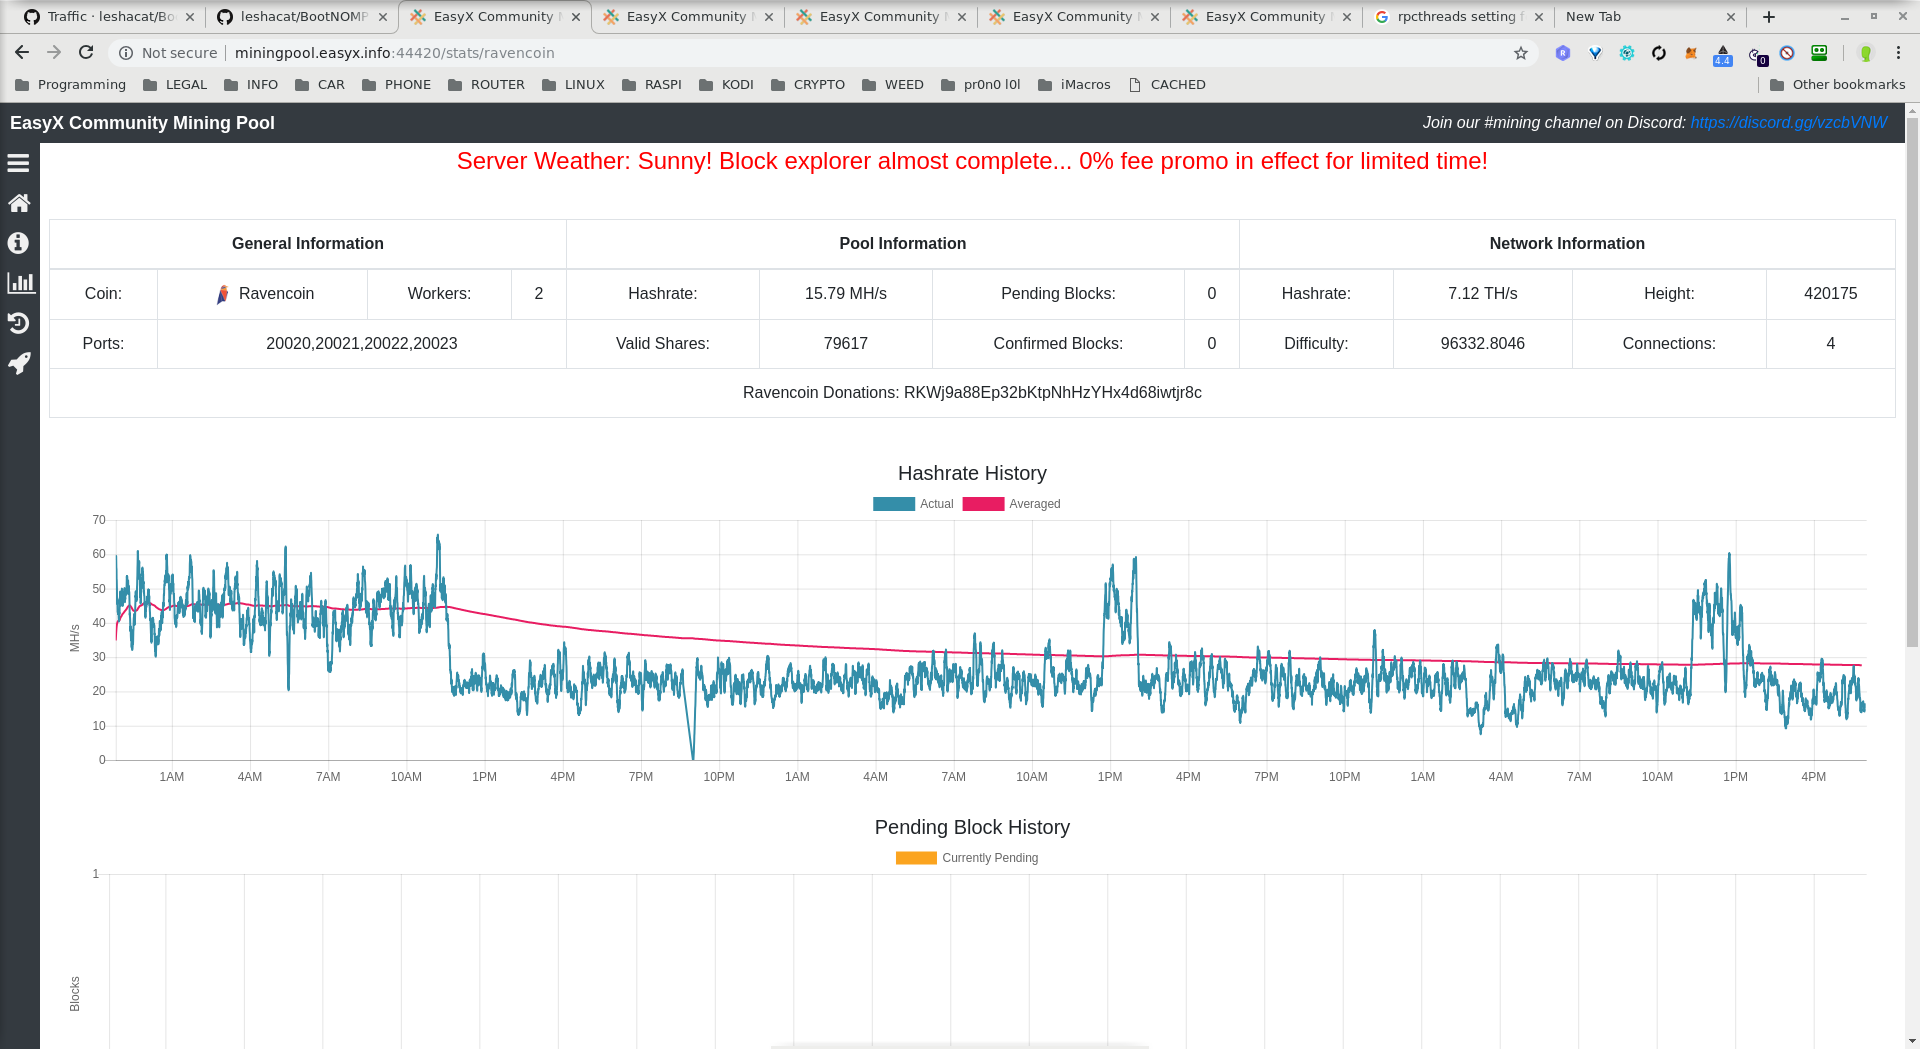 Traffic · leshacat/Bo
leshacat/BootNOMP
EasyX Community M
EasyX Community M
EasyX Community M
EasyX Community M
EasyX Community M
rpcthreads setting f
New Tab
Not secure
miningpool.easyx.info:44420/stats/ravencoin
4.4
0
Programming LEGAL INFO CAR PHONE ROUTER LINUX RASPI KODI CRYPTO WEED pr0n0 l0l iMacros CACHED Other bookmarks
EasyX Community Mining Pool
Join our #mining channel on Discord: https://discord.gg/vzcbVNW
Server Weather: Sunny! Block explorer almost complete... 0% fee promo in effect for limited time!
General Information Pool Information Network Information
Coin: Ravencoin Workers: 2 Hashrate: 15.79 MH/s Pending Blocks: 0 Hashrate: 7.12 TH/s Height: 420175
Ports: 20020,20021,20022,20023 Valid Shares: 79617 Confirmed Blocks: 0 Difficulty: 96332.8046 Connections: 4
Ravencoin Donations: RKWj9a88Ep32bKtpNhHzYHx4d68iwtjr8c
Hashrate History
Actual Averaged
70
60
50
40
30
20
10
0
MH/s
1AM 4AM 7AM 10AM 1PM 4PM 7PM 10PM 1AM 4AM 7AM 10AM 1PM 4PM 7PM 10PM 1AM 4AM 7AM 10AM 1PM 4PM
Pending Block History
Currently Pending
1
Blocks